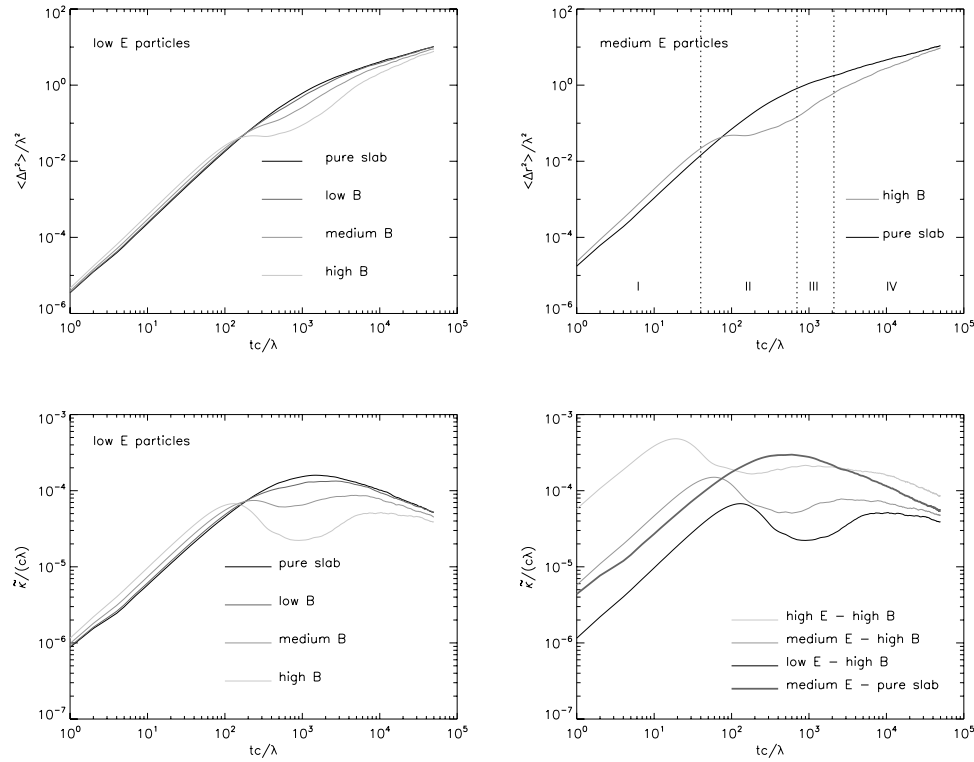 low E particles
10² 10⁰ 10⁻² 10⁻⁴ 10⁻⁶
<Δr²>/λ²
pure slab
low B
medium B
high B
10⁰ 10¹ 10² 10³ 10⁴ 10⁵
tc/λ
medium E particles
10² 10⁰ 10⁻² 10⁻⁴ 10⁻⁶
<Δr²>/λ²
high B
pure slab
I II III IV
10⁰ 10¹ 10² 10³ 10⁴ 10⁵
tc/λ
low E particles
10⁻³ 10⁻⁴ 10⁻⁵ 10⁻⁶ 10⁻⁷
κ̃/(cλ)
pure slab
low B
medium B
high B
10⁰ 10¹ 10² 10³ 10⁴ 10⁵
tc/λ
10⁻³ 10⁻⁴ 10⁻⁵ 10⁻⁶ 10⁻⁷
κ̃/(cλ)
high E − high B
medium E − high B
low E − high B
medium E − pure slab
10⁰ 10¹ 10² 10³ 10⁴ 10⁵
tc/λ